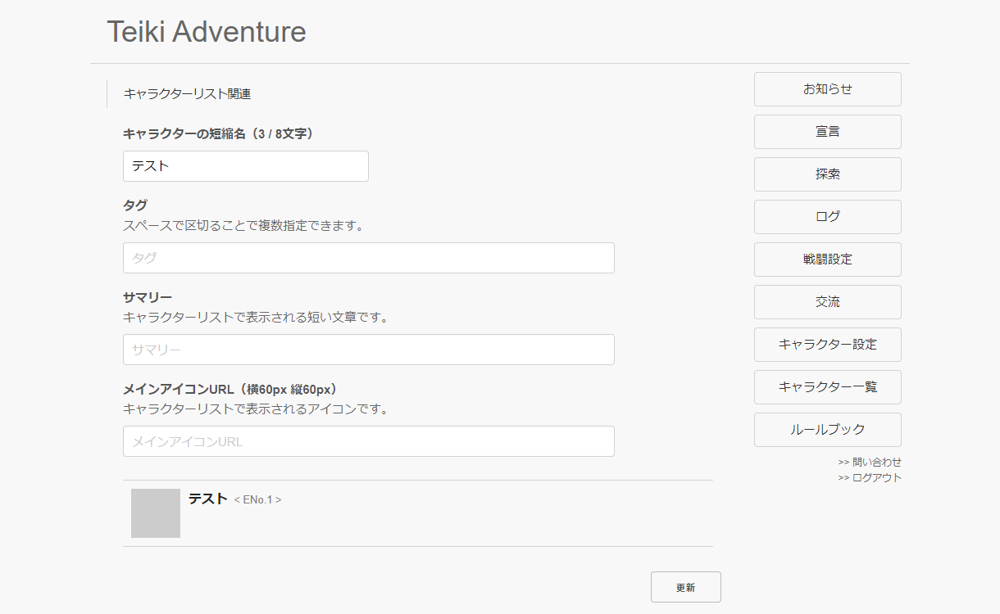 Teiki Adventure
キャラクターリスト関連
キャラクターの短縮名（3 / 8文字）
テスト
タグ
スペースで区切ることで複数指定できます。
タグ
サマリー
キャラクターリストで表示される短い文章です。
サマリー
メインアイコンURL（横60px 縦60px）
キャラクターリストで表示されるアイコンです。
メインアイコンURL
テスト < ENo.1 >
更新
お知らせ
宣言
探索
ログ
戦闘設定
交流
キャラクター設定
キャラクター一覧
ルールブック
>> 問い合わせ
>> ログアウト